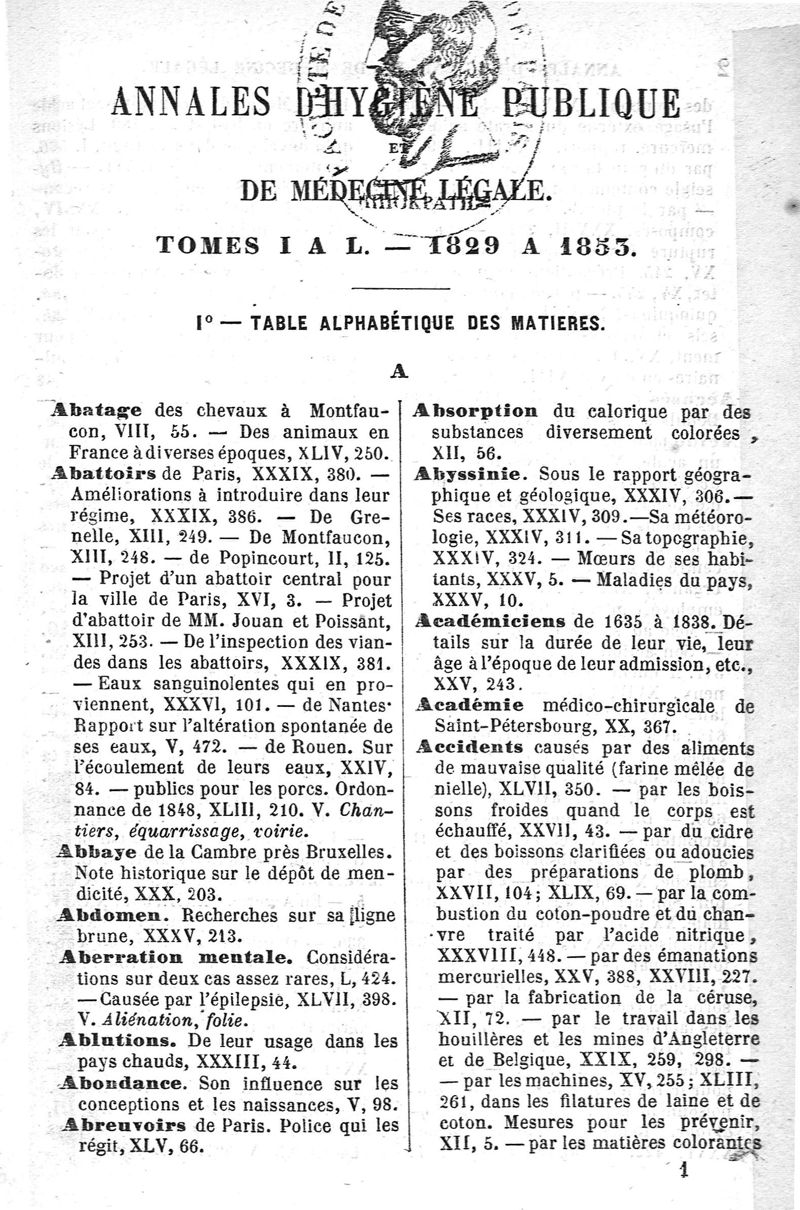 ANNALES D'HYGIÈNE PUBLIQUE
ET
DE MÉDECINE LÉGALE.
TOMES I A L. — 1829 A 1853.
I° — TABLE ALPHABÉTIQUE DES MATIERES.
A
Abatage des chevaux à Montfau-
con, VIII, 55. — Des animaux en
France à diverses époques, XLIV, 250.
Abattoirs de Paris, XXXIX, 380. —
Améliorations à introduire dans leur
régime, XXXIX, 386. — De Gre-
nelle, XIII, 249. — De Montfaucon,
XIII, 248. — de Popincourt, II, 125.
— Projet d'un abattoir central pour
la ville de Paris, XVI, 3. — Projet
d'abattoir de MM. Jouan et Poissant,
XIII, 253. — De l'inspection des vian-
des dans les abattoirs, XXXIX, 381.
— Eaux sanguinolentes qui en pro-
viennent, XXXVI, 101. — de Nantes·
Rapport sur l'altération spontanée de
ses eaux, V, 472. — de Rouen. Sur
l'écoulement de leurs eaux, XXIV,
84. — publics pour les porcs. Ordon-
nance de 1848, XLIII, 210. V. Chan-
tiers, équarrissage, voirie.
Abbaye de la Cambre près Bruxelles.
Note historique sur le dépôt de men-
dicité, XXX, 203.
Abdomen. Recherches sur sa ligne
brune, XXXV, 213.
Aberration mentale. Considéra-
tions sur deux cas assez rares, L, 424.
— Causée par l'épilepsie, XLVII, 398.
V. Aliénation, folie.
Ablutions. De leur usage dans les
pays chauds, XXXIII, 44.
Abondance. Son influence sur les
conceptions et les naissances, V, 98.
Abreuvoirs de Paris. Police qui les
régit, XLV, 66.
Absorption du calorique par des
substances diversement colorées,
XII, 56.
Abyssinie. Sous le rapport géogra-
phique et géologique, XXXIV, 306. —
Ses races, XXXIV, 309. — Sa météoro-
logie, XXXIV, 311. — Sa topographie,
XXXIV, 324. — Mœurs de ses habi-
tants, XXXV, 5. — Maladies du pays,
XXXV, 10.
Académiciens de 1635 à 1838. Dé-
tails sur la durée de leur vie, leur
âge à l'époque de leur admission, etc.,
XXV, 243.
Académie médico-chirurgicale de
Saint-Pétersbourg, XX, 367.
Accidents causés par des aliments
de mauvaise qualité (farine mêlée de
nielle), XLVII, 350. — par les bois-
sons froides quand le corps est
échauffé, XXVII, 43. — par du cidre
et des boissons clarifiées ou adoucies
par des préparations de plomb,
XXVII, 104; XLIX, 69. — par la com-
bustion du coton-poudre et du chan-
vre traité par l'acide nitrique,
XXXVIII, 448. — par des émanations
mercurielles, XXV, 388, XXVIII, 227.
— par la fabrication de la céruse,
XII, 72. — par le travail dans les
houillères et les mines d'Angleterre
et de Belgique, XXIX, 259, 298. —
— par les machines, XV, 255; XLIII,
261, dans les filatures de laine et de
coton. Mesures pour les prévenir,
XII, 5. — par les matières colorantes
1